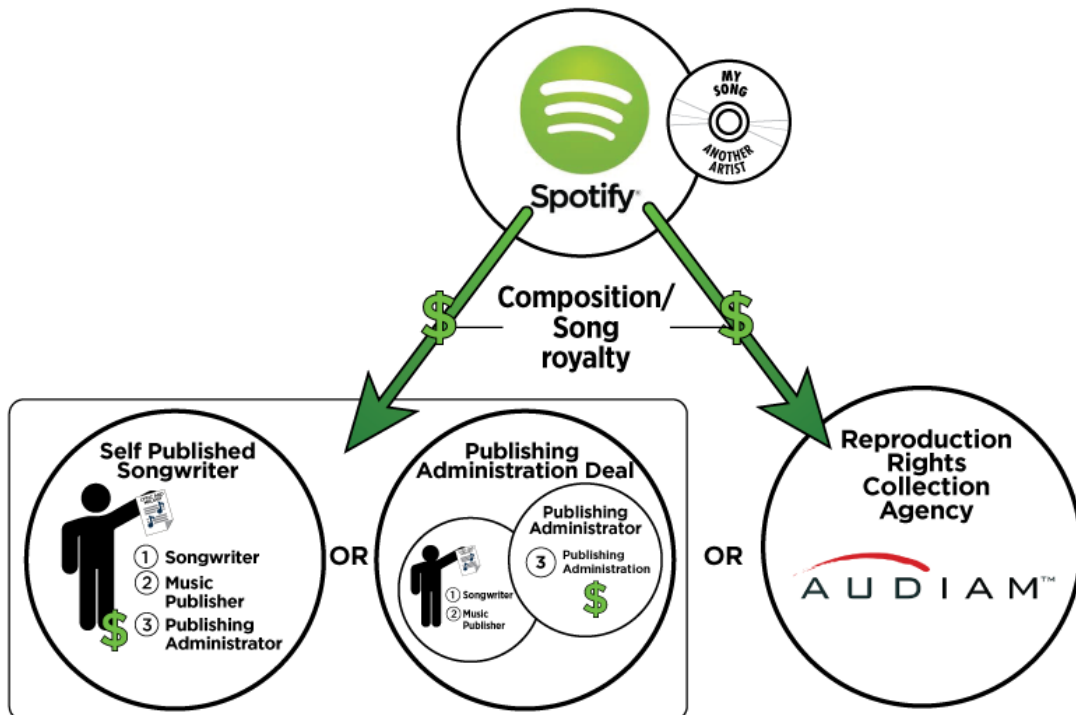 Spotify®
MY
SONG
ANOTHER
ARTIST
$
Composition/
Song
royalty
$
Self Published
Songwriter
1 Songwriter
2 Music
Publisher
3 Publishing
Administrator
$
OR
Publishing
Administration Deal
1 Songwriter
2 Music
Publisher
Publishing
Administrator
3 Publishing
Administration
$
OR
Reproduction
Rights
Collection
Agency
AUDIAM™